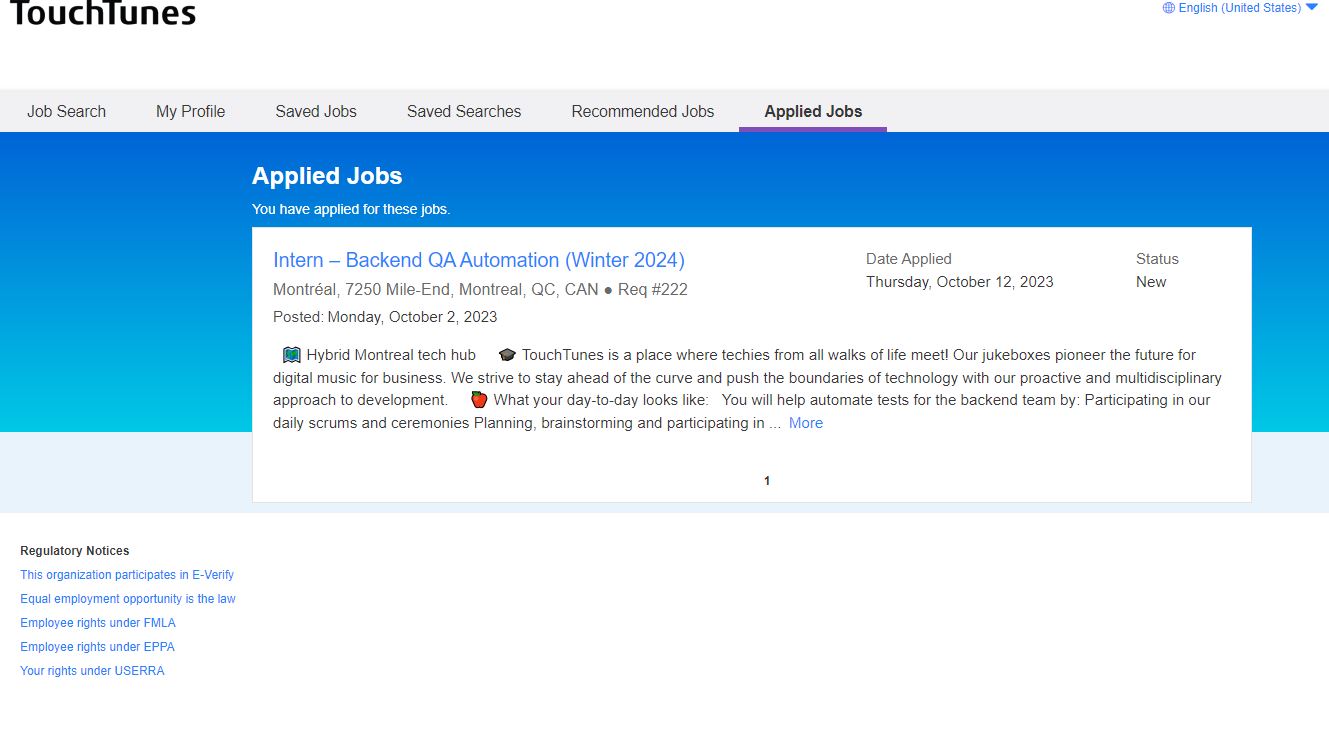 TouchTunes
English (United States)
Job Search My Profile Saved Jobs Saved Searches Recommended Jobs Applied Jobs
Applied Jobs
You have applied for these jobs.
Intern – Backend QA Automation (Winter 2024)
Date Applied
Status
Montréal, 7250 Mile-End, Montreal, QC, CAN ● Req #222
Thursday, October 12, 2023
New
Posted: Monday, October 2, 2023
🗺️ Hybrid Montreal tech hub 🎓 TouchTunes is a place where techies from all walks of life meet! Our jukeboxes pioneer the future for
digital music for business. We strive to stay ahead of the curve and push the boundaries of technology with our proactive and multidisciplinary
approach to development. 🍎 What your day-to-day looks like: You will help automate tests for the backend team by: Participating in our
daily scrums and ceremonies Planning, brainstorming and participating in ... More
1
Regulatory Notices
This organization participates in E-Verify
Equal employment opportunity is the law
Employee rights under FMLA
Employee rights under EPPA
Your rights under USERRA